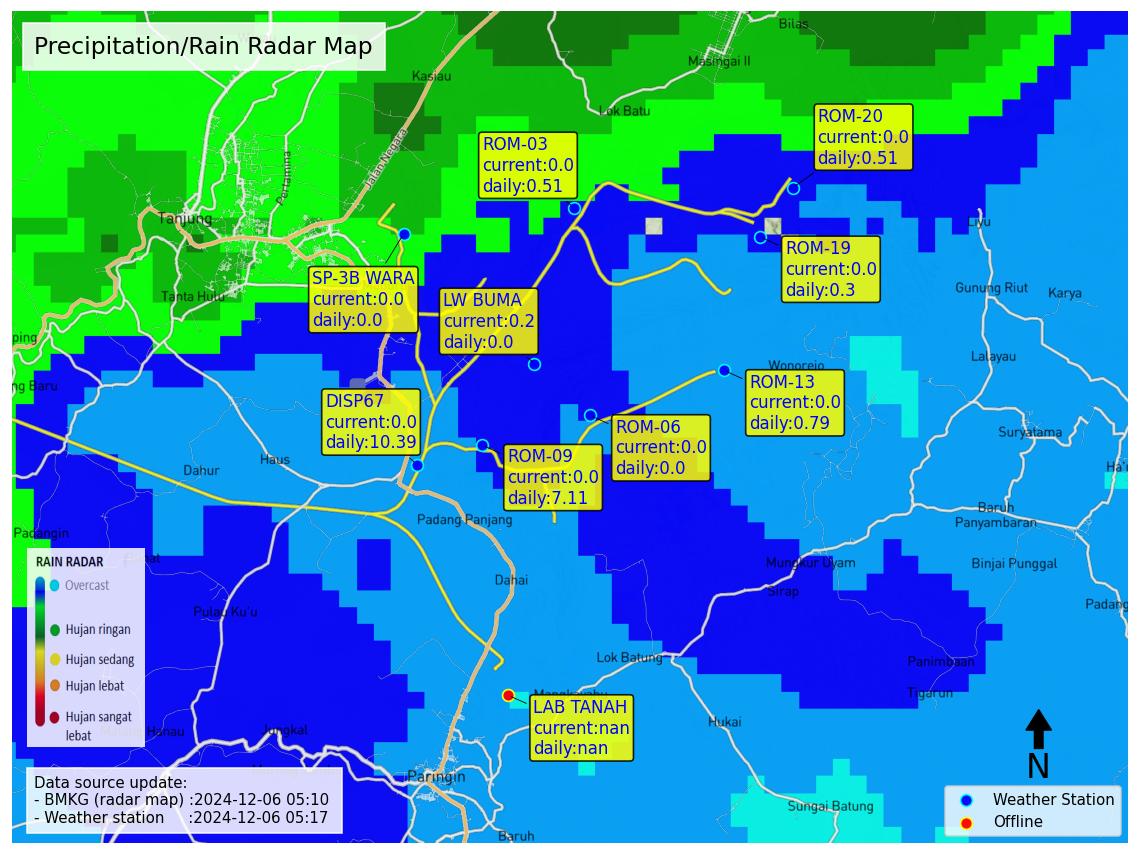 Precipitation/Rain Radar Map
Bilas
Masingai II
Kasiau
Lok Batu
Jalan Negara
Pertamina
Tanjung
Tanta Hulu
ROM-03
current:0.0
daily:0.51
ROM-20
current:0.0
daily:0.51
ROM-19
current:0.0
daily:0.3
SP-3B WARA
current:0.0
daily:0.0
LW BUMA
current:0.2
daily:0.0
Liyu
Gunung Riut
Karya
Lalayau
Wonorejo
ROM-13
current:0.0
daily:0.79
DISP67
current:0.0
daily:10.39
ROM-06
current:0.0
daily:0.0
ROM-09
current:0.0
daily:7.11
ping
ng Baru
Dahur
Haus
Suryatama
Ha'u
Padang Panjang
Baruh
Panyambaran
Padangin
Mungkur Uyam
Binjai Punggal
Sirap
Dahai
Padang
Pulau Ku'u
Lok Batung
Panimbaan
Tigarun
RAIN RADAR
Overcast
Hujan ringan
Hujan sedang
Hujan lebat
Hujan sangat
lebat
Hanau
Jungkal
LAB TANAH
current:nan
daily:nan
Hukai
N
Paringin
Sungai Batung
Baruh
Data source update:
- BMKG (radar map) :2024-12-06 05:10
- Weather station :2024-12-06 05:17
Weather Station
Offline